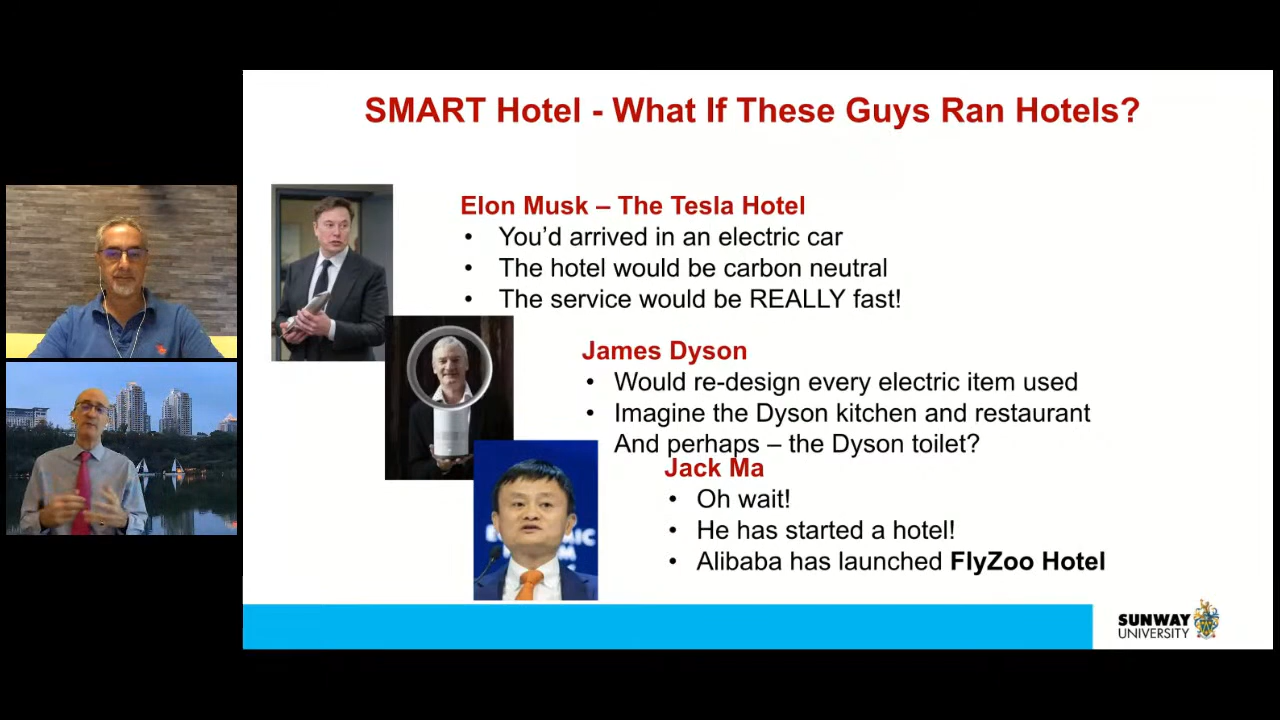 SMART Hotel - What If These Guys Ran Hotels?
Elon Musk – The Tesla Hotel
• You’d arrived in an electric car
• The hotel would be carbon neutral
• The service would be REALLY fast!
James Dyson
• Would re-design every electric item used
• Imagine the Dyson kitchen and restaurant
And perhaps – the Dyson toilet?
Jack Ma
• Oh wait!
• He has started a hotel!
• Alibaba has launched FlyZoo Hotel
SUNWAY
UNIVERSITY